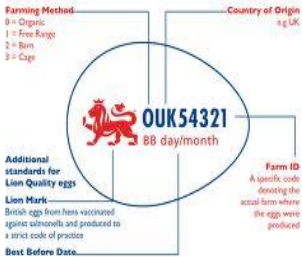 Farming Method
0 = Organic
1 = Free Range
2 = Barn
3 = Cage
Country of Origin
e.g UK
0UK54321
BB day/month
Additional
standards for
Lion Quality eggs
Lion Mark
British eggs from hens vaccinated
against salmonella and produced to
a strict code of practice
Best Before Date
Farm ID
A specific code
denoting the
actual farm where
the eggs were
produced